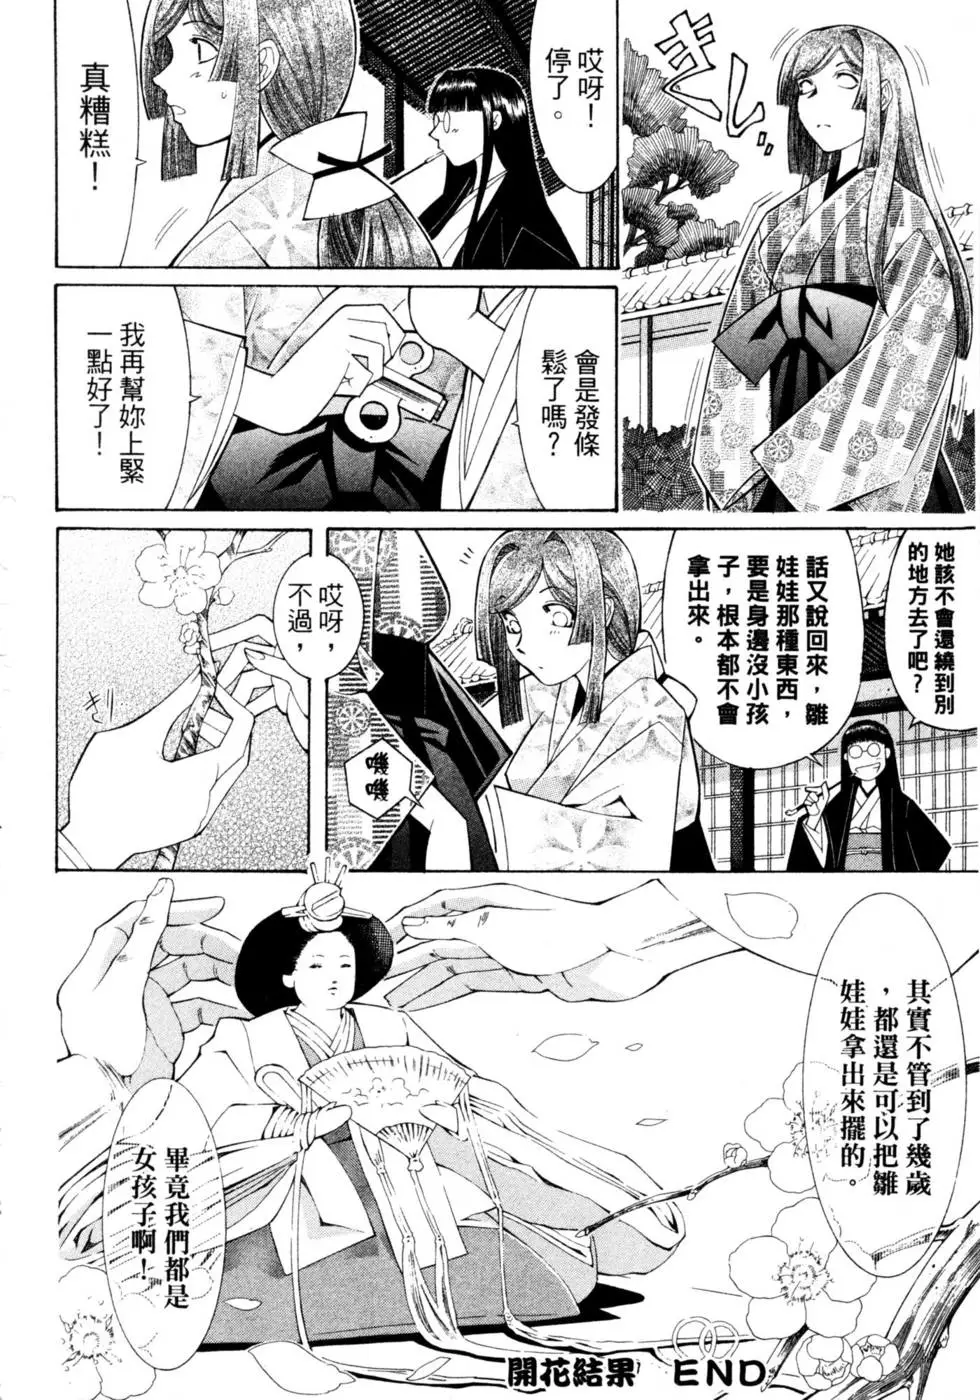 ぎしっ
哎呀！
停了。
真糟糕！
會是發條
鬆了嗎？
我再幫妳上緊
一點好了！
她該不會還繞到別
的地方去了吧？
話又說回來，雛
娃娃那種東西，
要是身邊沒小孩
子，根本都不會
拿出來。
嘰嘰
哎呀，
不過，
其實不管到了幾歲
，都還是可以把雛
娃娃拿出來擺的。
畢竟我們都是
女孩子啊！
開花結果 END